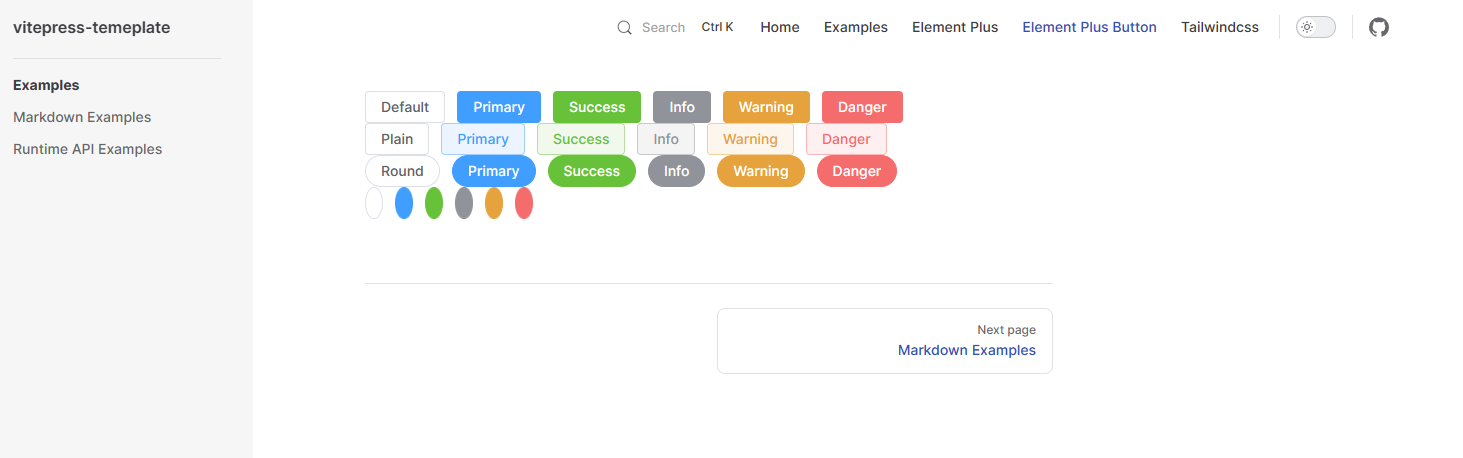 vitepress-temeplate
Search Ctrl K Home Examples Element Plus Element Plus Button Tailwindcss
Examples
Markdown Examples
Runtime API Examples
Default Primary Success Info Warning Danger
Plain Primary Success Info Warning Danger
Round Primary Success Info Warning Danger
Next page
Markdown Examples